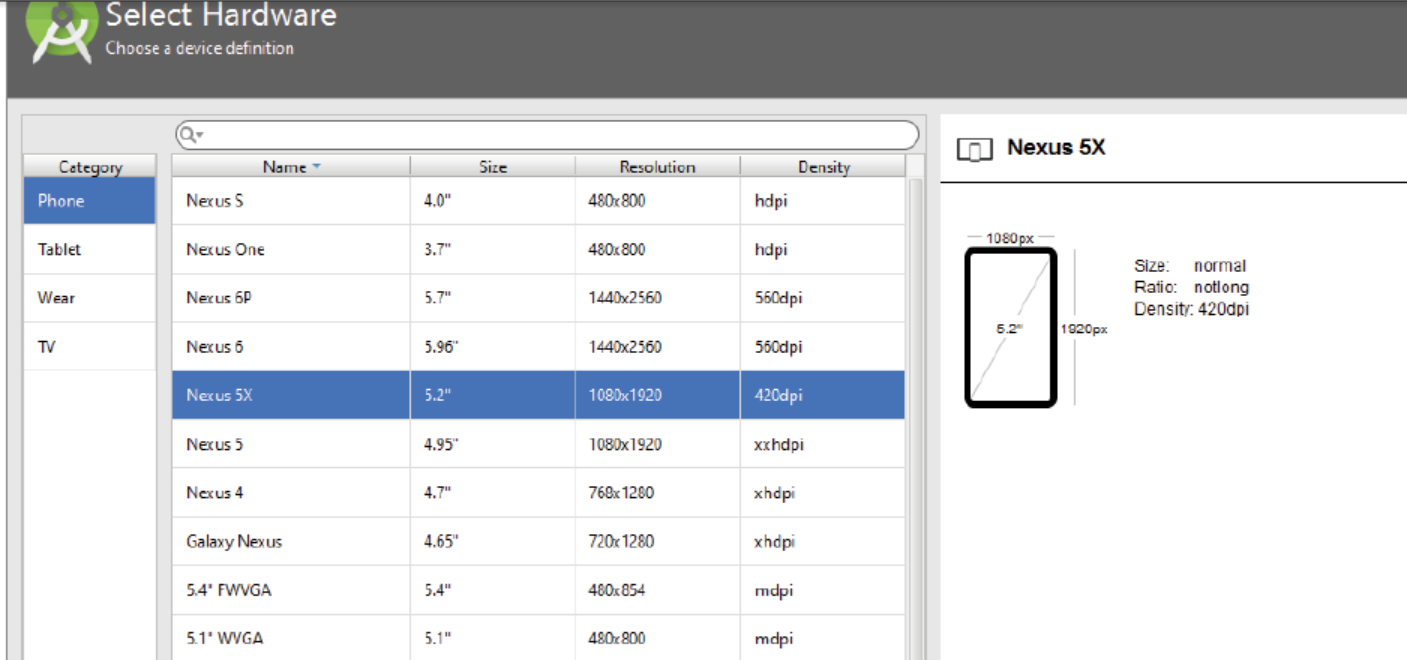 Select Hardware
Choose a device definition
Category
Phone
Tablet
Wear
TV
Name Size Resolution Density
Nexus S 4.0" 480x800 hdpi
Nexus One 3.7" 480x800 hdpi
Nexus 6P 5.7" 1440x2560 560dpi
Nexus 6 5.96" 1440x2560 560dpi
Nexus 5X 5.2" 1080x1920 420dpi
Nexus 5 4.95" 1080x1920 xxhdpi
Nexus 4 4.7" 768x1280 xhdpi
Galaxy Nexus 4.65" 720x1280 xhdpi
5.4" FWVGA 5.4" 480x854 mdpi
5.1" WVGA 5.1" 480x800 mdpi
Nexus 5X
1080px
5.2"
1920px
Size: normal
Ratio: notlong
Density: 420dpi